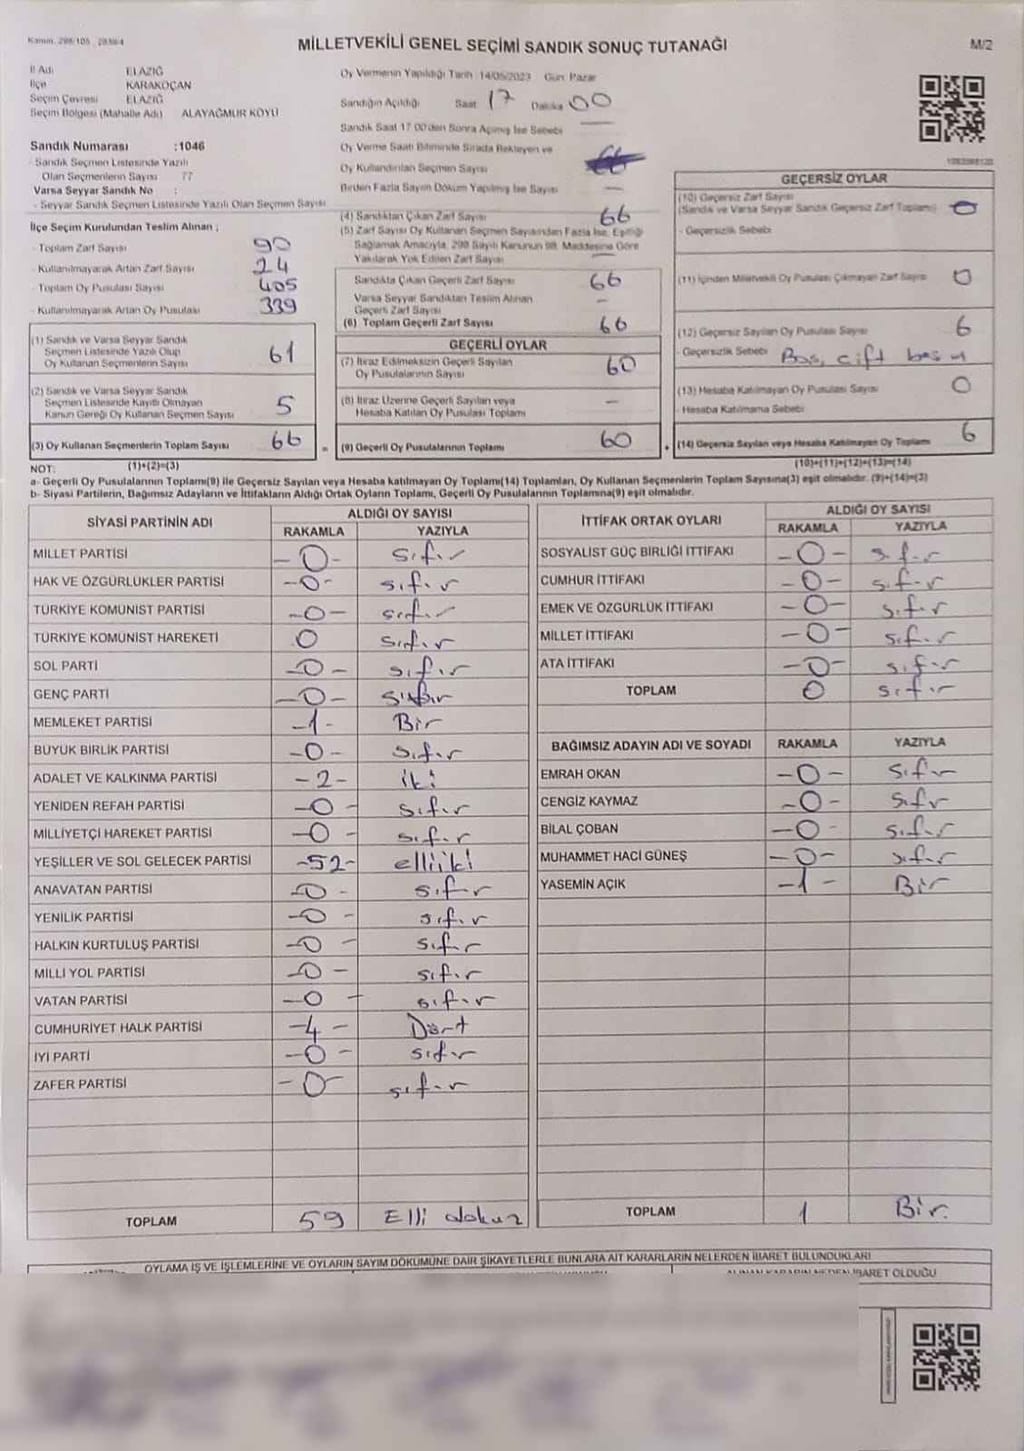 Kanun: 298/105 , 2839/4
MİLLETVEKİLİ GENEL SEÇİMİ SANDIK SONUÇ TUTANAĞI
M/2
İl Adı ELAZIĞ
İlçe KARAKOÇAN
Seçim Çevresi ELAZIĞ
Seçim Bölgesi (Mahalle Adı) ALAYAĞMUR KÖYÜ
Sandık Numarası :1046
- Sandık Seçmen Listesinde Yazılı
Olan Seçmenlerin Sayısı 77
Varsa Seyyar Sandık No :
- Seyyar Sandık Seçmen Listesinde Yazılı Olan Seçmen Sayısı
İlçe Seçim Kurulundan Teslim Alınan ;
- Toplam Zarf Sayısı 90
- Kullanılmayarak Artan Zarf Sayısı 24
- Toplam Oy Pusulası Sayısı 405
- Kullanılmayarak Artan Oy Pusulası 339
Oy Vermenin Yapıldığı Tarih :14/05/2023 Gün: Pazar
Sandığın Açıldığı Saat 17 Dakika 00
Sandık Saat 17.00'den Sonra Açımış İse Sebebi
Oy Verme Saati Bitiminde Sırada Bekleyen ve
Oy Kullandırılan Seçmen Sayısı
Birden Fazla Sayım Döküm Yapılmış İse Sayısı —
(4) Sandıktan Çıkan Zarf Sayısı 66
(5) Zarf Sayısı Oy Kullanan Seçmen Sayısından Fazla İse, Eşitliği
Sağlamak Amacıyla, 298 Sayılı Kanunun 98. Maddesine Göre
Yakılarak Yok Edilen Zarf Sayısı —
Sandıkta Çıkan Geçerli Zarf Sayısı 66
Varsa Seyyar Sandıktan Teslim Alınan
Geçerli Zarf Sayısı –
(6) Toplam Geçerli Zarf Sayısı 66
GEÇERSİZ OYLAR
(10) Geçersiz Zarf Sayısı
(Sandık ve Varsa Seyyar Sandık Geçersiz Zarf Toplamı) 0
- Geçersizlik Sebebi
(11) İçinden Milletvekili Oy Pusulası Çıkmayan Zarf Sayısı 0
(12) Geçersiz Sayılan Oy Pusulası Sayısı 6
- Geçersizlik Sebebi Boş, çift basım
(13) Hesaba Katılmayan Oy Pusulası Sayısı 0
- Hesaba Katılmama Sebebi
(14) Geçersiz Sayılan veya Hesaba Katılmayan Oy Toplamı 6
(10)+(11)+(12)+(13)=(14)
(1) Sandık ve Varsa Seyyar Sandık
Seçmen Listesinde Yazılı Olup
Oy Kullanan Seçmenlerin Sayısı 61
(2) Sandık ve Varsa Seyyar Sandık
Seçmen Listesinde Kayıtlı Olmayan
Kanun Gereği Oy Kullanan Seçmen Sayısı 5
(3) Oy Kullanan Seçmenlerin Toplam Sayısı 66
(1)+(2)=(3)
GEÇERLİ OYLAR
(7) İtiraz Edilmeksizin Geçerli Sayılan
Oy Pusulalarının Sayısı 60
(8) İtiraz Üzerine Geçerli Sayılan veya
Hesaba Katılan Oy Pusulası Toplamı –
(9) Geçerli Oy Pusulalarının Toplamı 60
NOT:
a- Geçerli Oy Pusulalarının Toplamı(9) ile Geçersiz Sayılan veya Hesaba katılmayan Oy Toplamı(14) Toplamları, Oy Kullanan Seçmenlerin Toplam Sayısına(3) eşit olmalıdır. (9)+(14)=(3)
b- Siyasi Partilerin, Bağımsız Adayların ve İttifakların Aldığı Ortak Oyların Toplamı, Geçerli Oy Pusulalarının Toplamına(9) eşit olmalıdır.
SİYASİ PARTİNİN ADI ALDIĞI OY SAYISI
RAKAMLA YAZIYLA
MİLLET PARTİSİ -0- sıfır
HAK VE ÖZGÜRLÜKLER PARTİSİ -0- sıfır
TÜRKİYE KOMÜNİST PARTİSİ -0- sıfır
TÜRKİYE KOMÜNİST HAREKETİ 0 sıfır
SOL PARTİ -0- sıfır
GENÇ PARTİ -0- sıfır
MEMLEKET PARTİSİ -1- Bir
BÜYÜK BİRLİK PARTİSİ -0- sıfır
ADALET VE KALKINMA PARTİSİ -2- iki
YENİDEN REFAH PARTİSİ -0- sıfır
MİLLİYETÇİ HAREKET PARTİSİ -0- sıfır
YEŞİLLER VE SOL GELECEK PARTİSİ -52- elliiki
ANAVATAN PARTİSİ -0- sıfır
YENİLİK PARTİSİ -0- sıfır
HALKIN KURTULUŞ PARTİSİ -0- sıfır
MİLLİ YOL PARTİSİ -0- sıfır
VATAN PARTİSİ -0- sıfır
CUMHURİYET HALK PARTİSİ -4- Dört
İYİ PARTİ -0- sıfır
ZAFER PARTİSİ -0- sıfır
TOPLAM 59 Elli dokuz
İTTİFAK ORTAK OYLARI ALDIĞI OY SAYISI
RAKAMLA YAZIYLA
SOSYALİST GÜÇ BİRLİĞİ İTTİFAKI -0- sıfır
CUMHUR İTTİFAKI -0- sıfır
EMEK VE ÖZGÜRLÜK İTTİFAKI -0- sıfır
MİLLET İTTİFAKI -0- sıfır
ATA İTTİFAKI -0- sıfır
TOPLAM 0 sıfır
BAĞIMSIZ ADAYIN ADI VE SOYADI RAKAMLA YAZIYLA
EMRAH OKAN -0- sıfır
CENGİZ KAYMAZ -0- sıfır
BİLAL ÇOBAN -0- sıfır
MUHAMMET HACİ GÜNEŞ -0- sıfır
YASEMİN AÇIK -1- Bir
TOPLAM 1 Bir.
OYLAMA İŞ VE İŞLEMLERİNE VE OYLARIN SAYIM DÖKÜMÜNE DAİR ŞİKAYETLERLE BUNLARA AİT KARARLARIN NELERDEN İBARET BULUNDUKLARI
ALINAN KARARIN NEDEN İBARET OLDUĞU